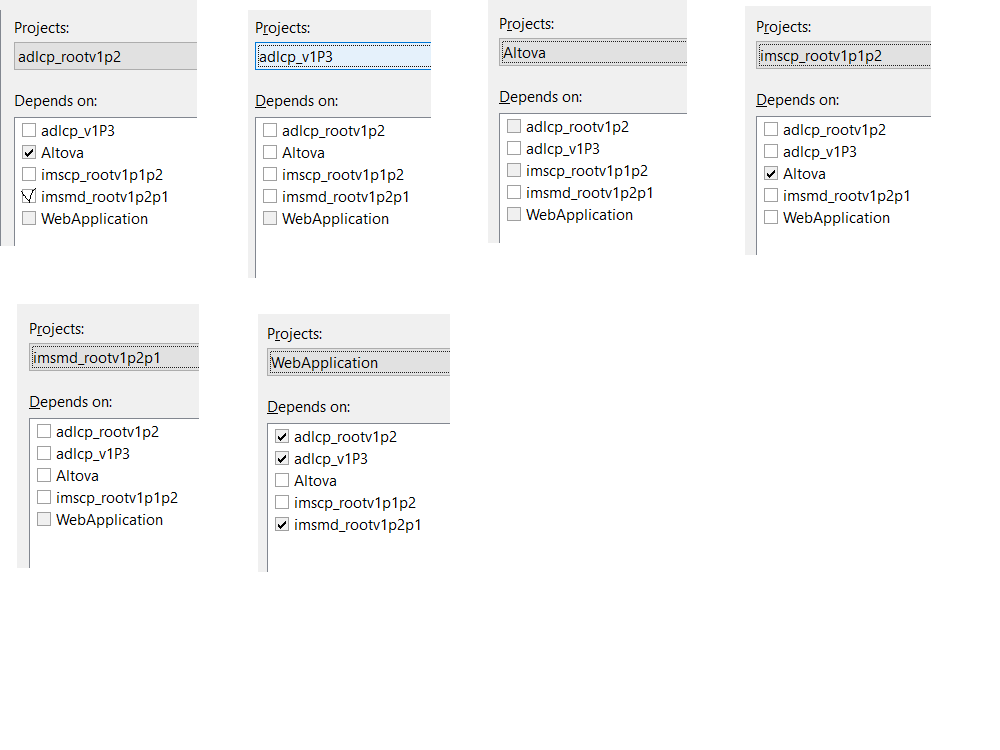 Projects:
adlcp_rootv1p2
Depends on:
adlcp_v1P3
Altova
imscp_rootv1p1p2
imsmd_rootv1p2p1
WebApplication
Projects:
adlcp_v1P3
Depends on:
adlcp_rootv1p2
Altova
imscp_rootv1p1p2
imsmd_rootv1p2p1
WebApplication
Projects:
Altova
Depends on:
adlcp_rootv1p2
adlcp_v1P3
imscp_rootv1p1p2
imsmd_rootv1p2p1
WebApplication
Projects:
imscp_rootv1p1p2
Depends on:
adlcp_rootv1p2
adlcp_v1P3
Altova
imsmd_rootv1p2p1
WebApplication
Projects:
imsmd_rootv1p2p1
Depends on:
adlcp_rootv1p2
adlcp_v1P3
Altova
imscp_rootv1p1p2
WebApplication
Projects:
WebApplication
Depends on:
adlcp_rootv1p2
adlcp_v1P3
Altova
imscp_rootv1p1p2
imsmd_rootv1p2p1